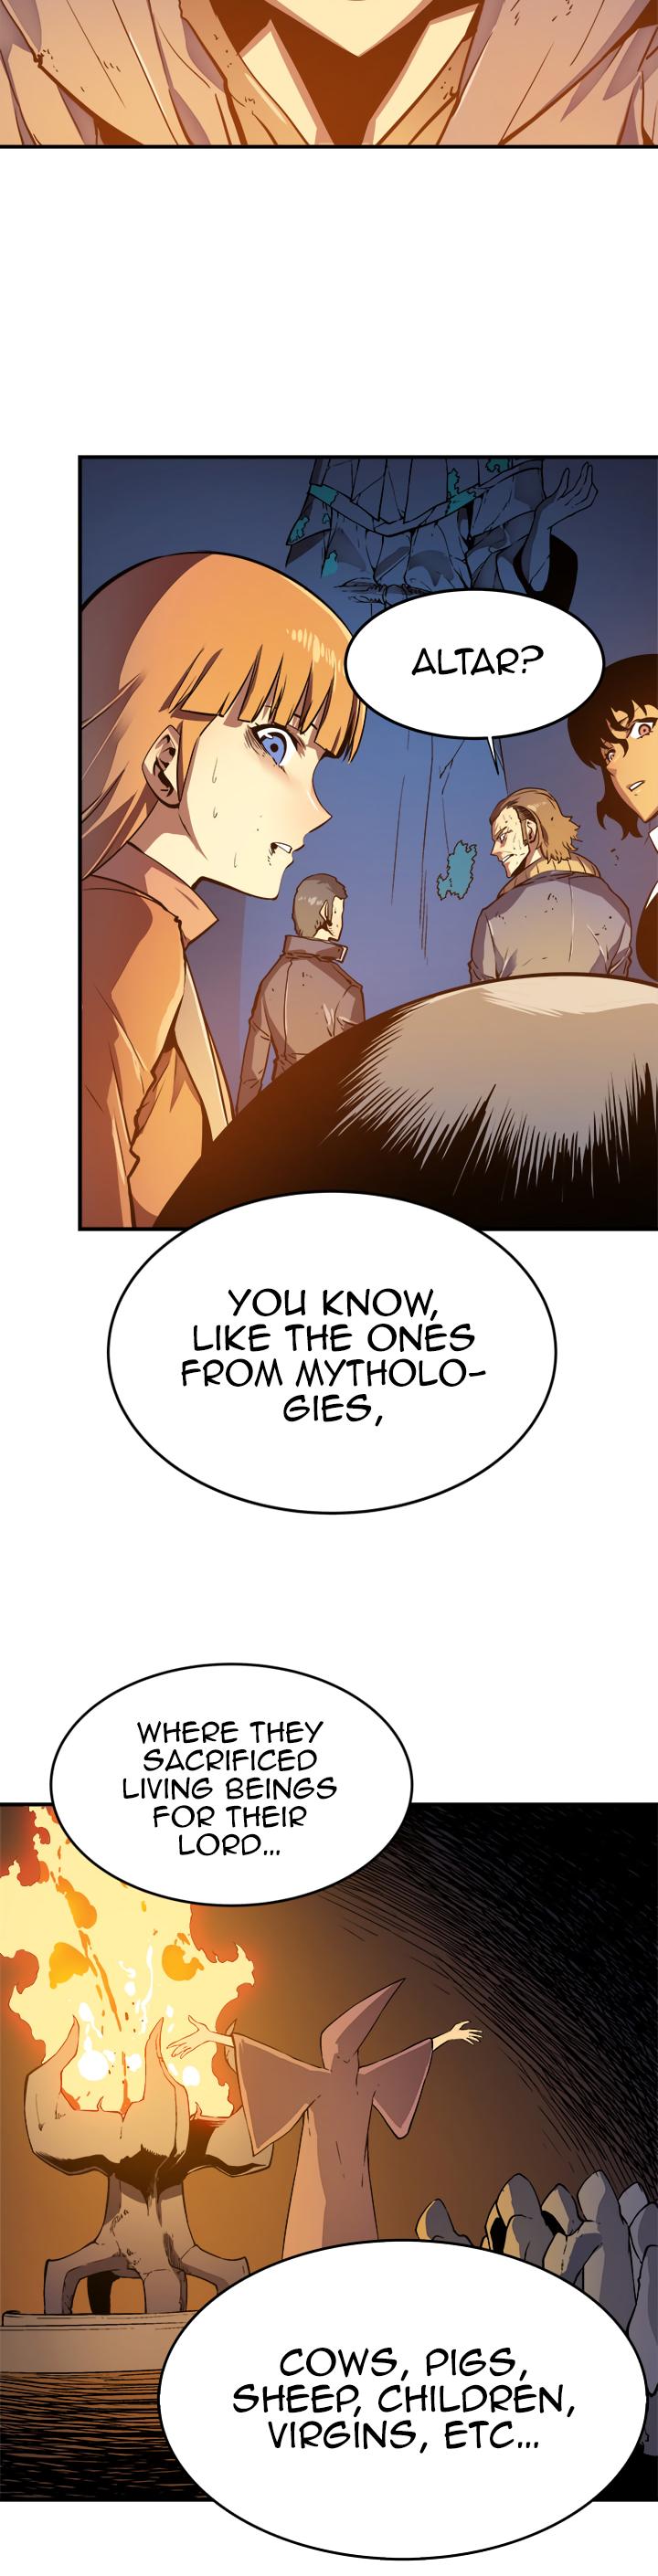 ALTAR?
YOU KNOW,
LIKE THE ONES
FROM MYTHOLO-
GIES,
WHERE THEY
SACRIFICED
LIVING BEINGS
FOR THEIR
LORD...
COWS, PIGS,
SHEEP, CHILDREN,
VIRGINS, ETC...